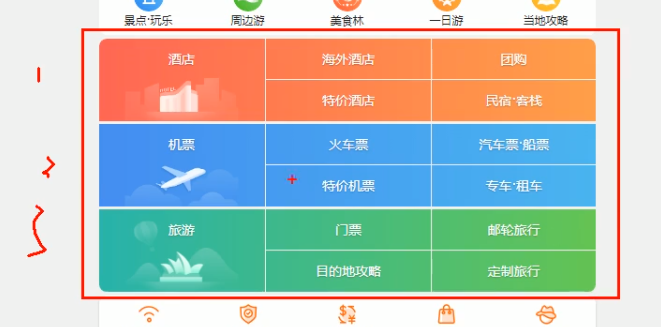 景点·玩乐 周边游 美食林 一日游 当地攻略
酒店 海外酒店 团购
特价酒店 民宿·客栈
机票 火车票 汽车票·船票
特价机票 专车·租车
旅游 门票 邮轮旅行
目的地攻略 定制旅行
1
2